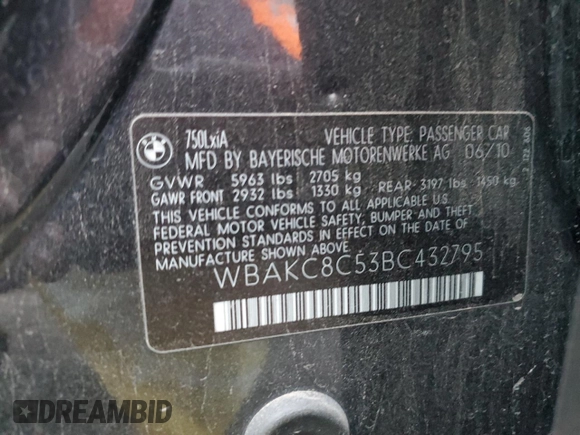 BMW
750LxiA
VEHICLE TYPE: PASSENGER CAR
MFD BY BAYERISCHE MOTORENWERKE AG 06/10
GVWR 5963 lbs 2705 kg
GAWR FRONT 2932 lbs 1330 kg REAR 3197 lbs 1450 kg
THIS VEHICLE CONFORMS TO ALL APPLICABLE U.S.
FEDERAL MOTOR VEHICLE SAFETY, BUMPER AND THEFT
PREVENTION STANDARDS IN EFFECT ON THE DATE OF
MANUFACTURE SHOWN ABOVE.
WBAKC8C53BC432795
DREAMBID